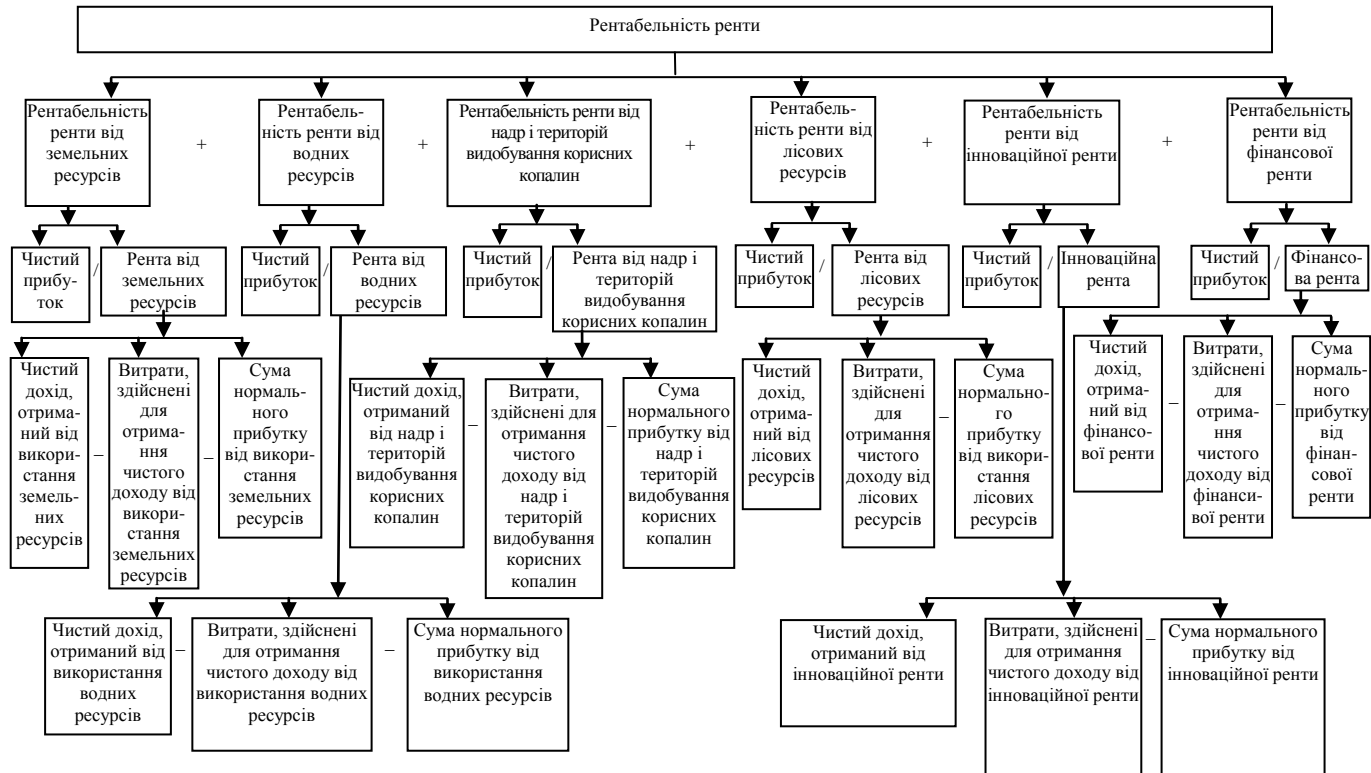 Рентабельність ренти
Рентабельність
ренти від
земельних
ресурсів
+
Рентабель-
ність ренти від
водних
ресурсів
+
Рентабельність ренти від
надр і територій
видобування корисних
копалин
+
Рентабель-
ність ренти від
лісових
ресурсів
+
Рентабельність
ренти від
інноваційної ренти
+
Рентабельність
ренти від
фінансової
ренти
Чистий
прибу-
ток
/
Рента від
земельних
ресурсів
Чистий
прибуток
/
Рента від
водних
ресурсів
Чистий
прибуток
/
Рента від надр і
територій
видобування
корисних копалин
Чистий
прибуток
/
Рента від
лісових
ресурсів
Чистий
прибуток
/
Інноваційна
рента
Чистий
прибуток
/
Фінансо-
ва рента
Чистий
дохід,
отрима-
ний від
викори-
стання
земель-
них
ресурсів
–
Витрати,
здійснені
для
отрима-
ння
чистого
доходу від
викори-
стання
земельних
ресурсів
–
Сума
нормаль-
ного
прибутку
від викори-
стання
земельних
ресурсів
Чистий дохід,
отриманий
від надр і
територій
видобування
корисних
копалин
–
Витрати,
здійснені для
отримання
чистого
доходу від
надр і
територій
видобування
корисних
копалин
–
Сума
нормального
прибутку від
надр і
територій
видобування
корисних
копалин
Чистий
дохід,
отрима-
ний від
лісових
ресурсів
–
Витрати,
здійснені
для
отримання
чистого
доходу від
лісових
ресурсів
–
Сума
нормально-
го
прибутку
від викори-
стання
лісових
ресурсів
Чистий
дохід,
отрима-
ний від
фінансо-
вої ренти
–
Витрати,
здійснені
для
отрима-
ння
чистого
доходу від
фінанси-
вої ренти
–
Сума
нормаль-
ного
прибутку
від
фінан-
сової
ренти
Чистий дохід,
отриманий від
використання
водних
ресурсів
–
Витрати, здійснені
для отримання
чистого доходу від
використання водних
ресурсів
–
Сума нормального
прибутку від
використання
водних ресурсів
Чистий дохід,
отриманий від
інноваційної ренти
Витрати, здійснені
для отримання
чистого доходу від
інноваційної ренти
–
Сума нормального
прибутку від
інноваційної ренти